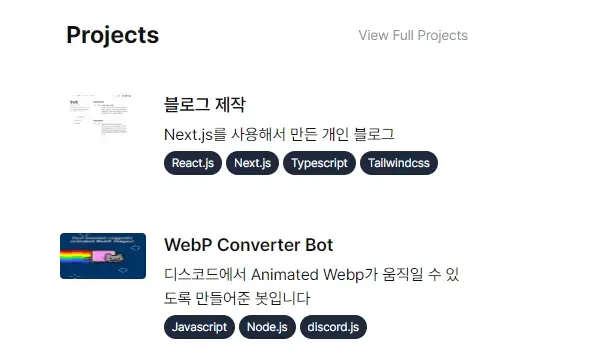 Projects
View Full Projects
블로그 제작
Next.js를 사용해서 만든 개인 블로그
React.js Next.js Typescript Tailwindcss
WebP Converter Bot
디스코드에서 Animated Webp가 움직일 수 있
도록 만들어준 봇입니다
Javascript Node.js discord.js